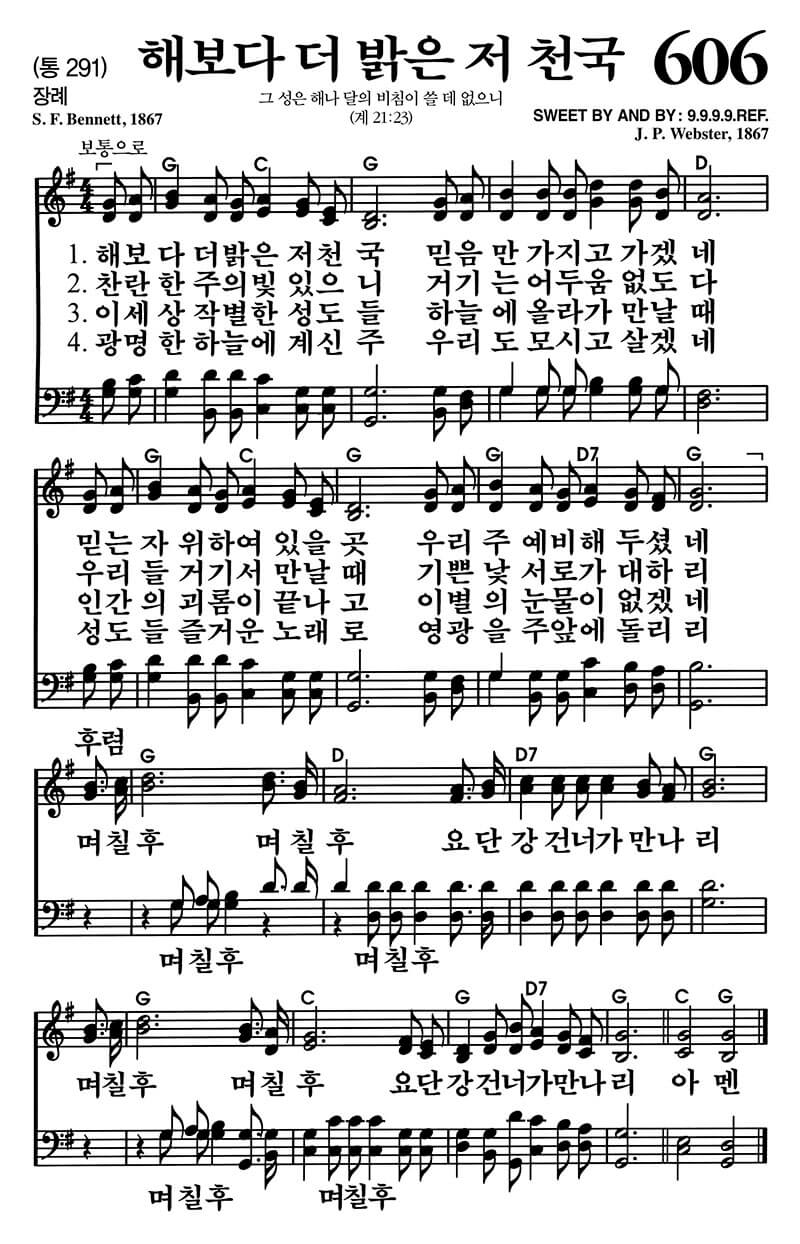 (통 291) 해보다 더 밝은 저 천국 606
장례 그 성은 해나 달의 비침이 쓸 데 없으니 SWEET BY AND BY : 9.9.9.9.REF.
S. F. Bennett, 1867 (계 21:23) J. P. Webster, 1867
보통으로
G C G D
1. 해보 다 더밝은 저천 국 믿음 만 가지고 가겠 네
2. 찬란 한 주의빛 있으 니 거기 는 어두움 없도 다
3. 이세 상 작별한 성도 들 하늘 에 올라가 만날 때
4. 광명 한 하늘에 계신 주 우리 도 모시고 살겠 네
G C G G D7 G
믿는 자 위하여 있을 곳 우리 주 예비해 두셨 네
우리 들 거기서 만날 때 기쁜 낯 서로가 대하 리
인간 의 괴롬이 끝나 고 이별 의 눈물이 없겠 네
성도 들 즐거운 노래 로 영광 을 주앞에 돌리 리
후렴
G D D7 G
며칠 후 며 칠 후 요 단 강 건너가 만나 리
며칠후 며칠후
G C G D7 G C G
며칠후 며칠 후 요단 강건너가만나 리 아 멘
며칠후 며칠후